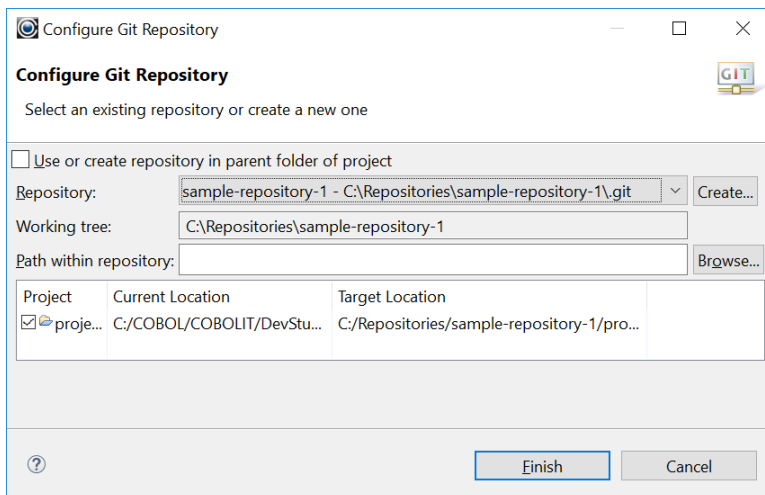 Configure Git Repository
Configure Git Repository
GIT
Select an existing repository or create a new one
Use or create repository in parent folder of project
Repository: sample-repository-1 - C:\Repositories\sample-repository-1\.git Create...
Working tree: C:\Repositories\sample-repository-1
Path within repository: Browse...
Project Current Location Target Location
proje... C:/COBOL/COBOLIT/DevStu... C:/Repositories/sample-repository-1/pro...
? Finish Cancel